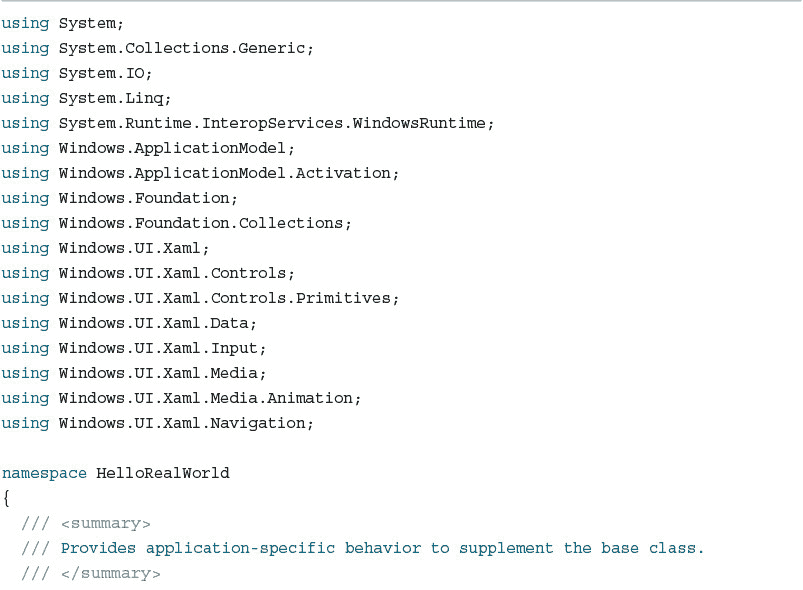 using System;
using System.Collections.Generic;
using System.IO;
using System.Linq;
using System.Runtime.InteropServices.WindowsRuntime;
using Windows.ApplicationModel;
using Windows.ApplicationModel.Activation;
using Windows.Foundation;
using Windows.Foundation.Collections;
using Windows.UI.Xaml;
using Windows.UI.Xaml.Controls;
using Windows.UI.Xaml.Controls.Primitives;
using Windows.UI.Xaml.Data;
using Windows.UI.Xaml.Input;
using Windows.UI.Xaml.Media;
using Windows.UI.Xaml.Media.Animation;
using Windows.UI.Xaml.Navigation;

namespace HelloRealWorld
{
  /// <summary>
  /// Provides application-specific behavior to supplement the base class.
  /// </summary>